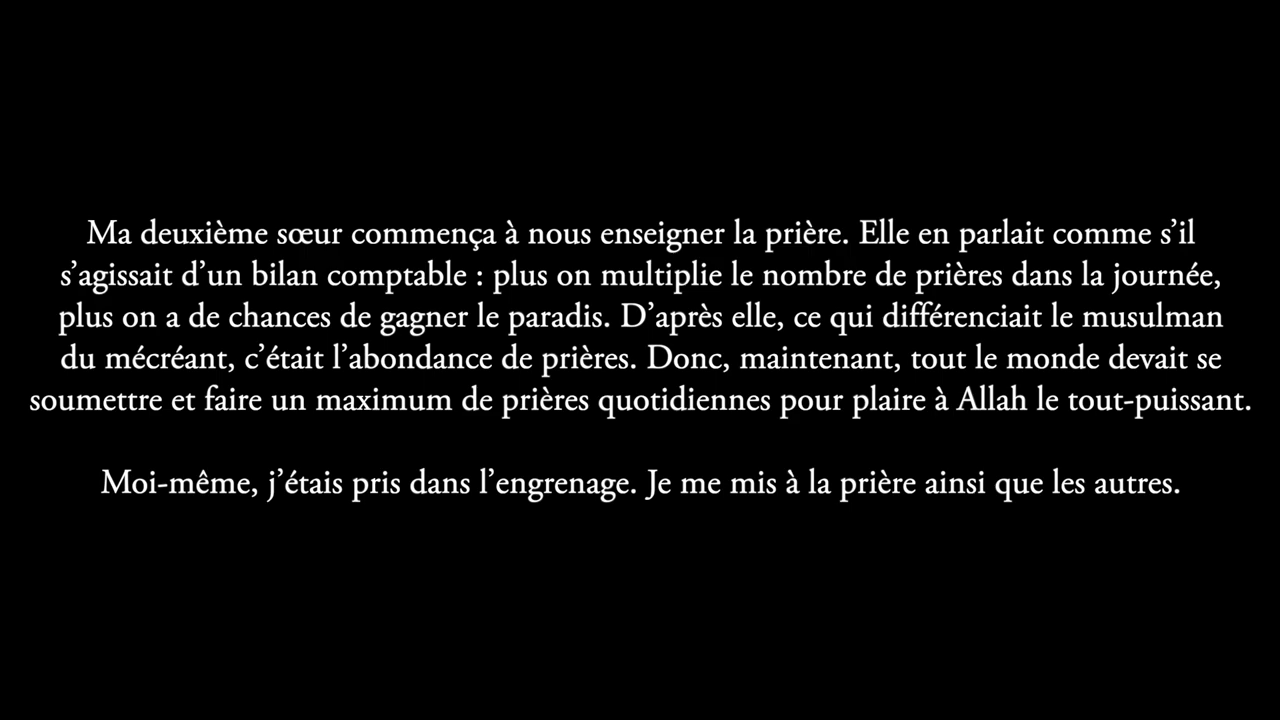 Ma deuxième sœur commença à nous enseigner la prière. Elle en parlait comme s’il
s’agissait d’un bilan comptable : plus on multiplie le nombre de prières dans la journée,
plus on a de chances de gagner le paradis. D’après elle, ce qui différenciait le musulman
du mécréant, c’était l’abondance de prières. Donc, maintenant, tout le monde devait se
soumettre et faire un maximum de prières quotidiennes pour plaire à Allah le tout-puissant.
Moi-même, j’étais pris dans l’engrenage. Je me mis à la prière ainsi que les autres.